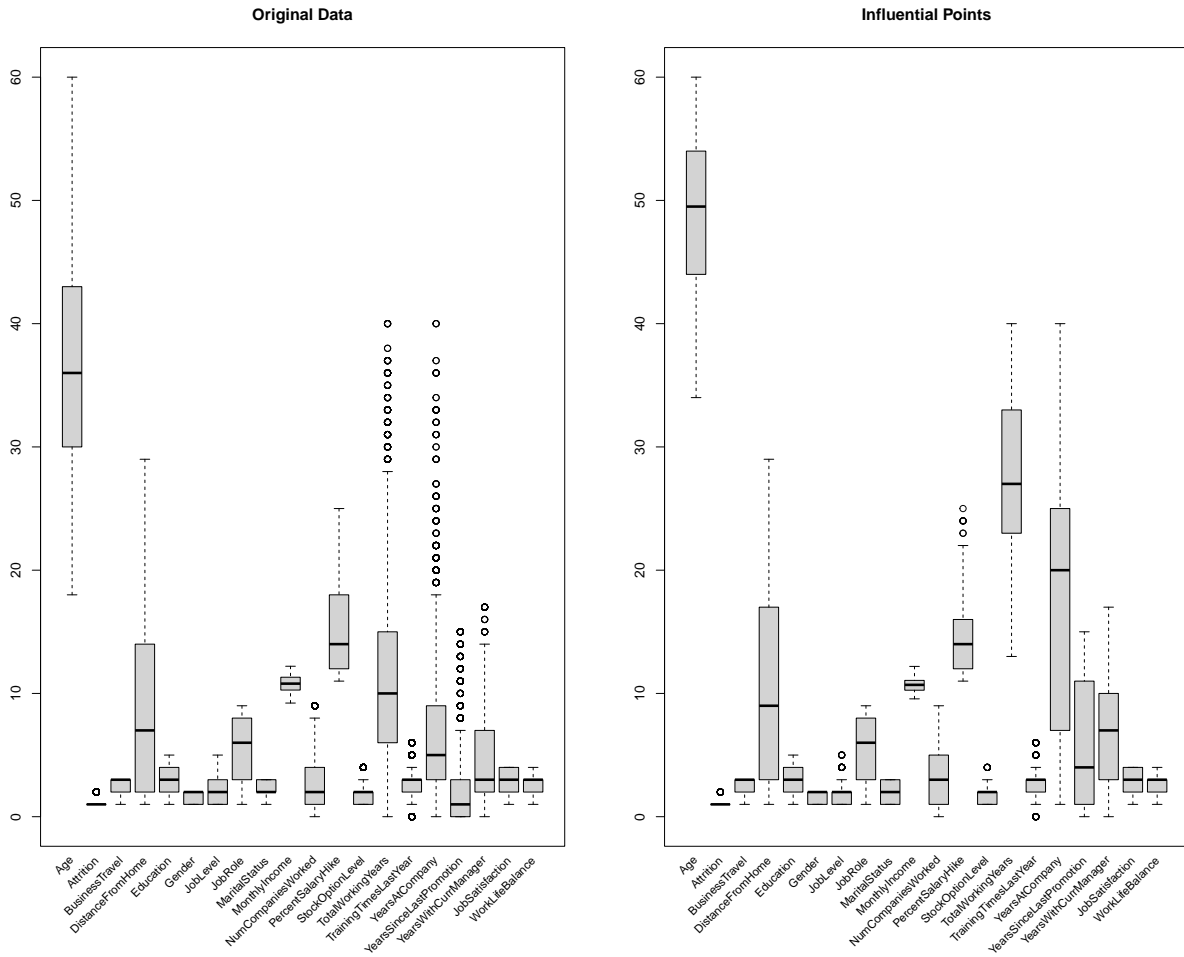 Original Data
60
50
40
30
20
10
0
Age
Attrition
BusinessTravel
DistanceFromHome
Education
Gender
JobLevel
JobRole
MaritalStatus
MonthlyIncome
NumCompaniesWorked
PercentSalaryHike
StockOptionLevel
TotalWorkingYears
TrainingTimesLastYear
YearsAtCompany
YearsSinceLastPromotion
YearsWithCurrManager
JobSatisfaction
WorkLifeBalance
Influential Points
60
50
40
30
20
10
0
Age
Attrition
BusinessTravel
DistanceFromHome
Education
Gender
JobLevel
JobRole
MaritalStatus
MonthlyIncome
NumCompaniesWorked
PercentSalaryHike
StockOptionLevel
TotalWorkingYears
TrainingTimesLastYear
YearsAtCompany
YearsSinceLastPromotion
YearsWithCurrManager
JobSatisfaction
WorkLifeBalance